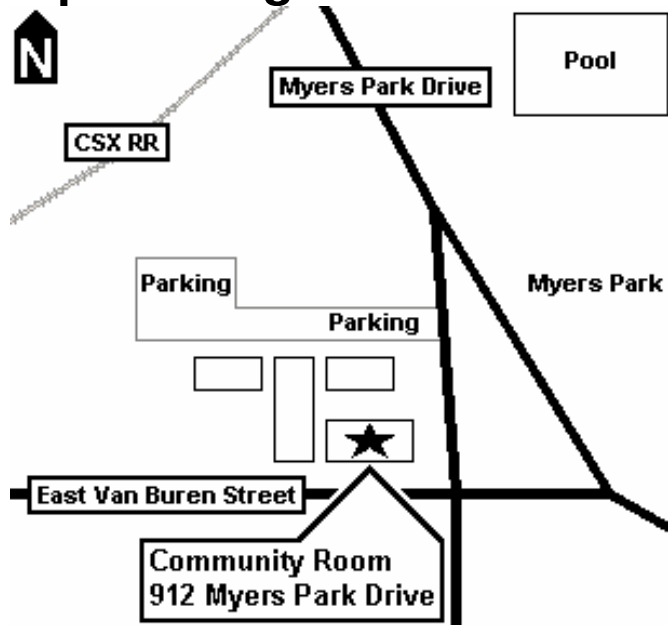 N
Myers Park Drive
Pool
CSX RR
Parking
Parking
Myers Park
East Van Buren Street
Community Room
912 Myers Park Drive